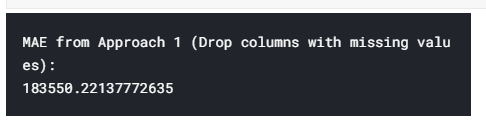 MAE from Approach 1 (Drop columns with missing valu
es):
183550.22137772635